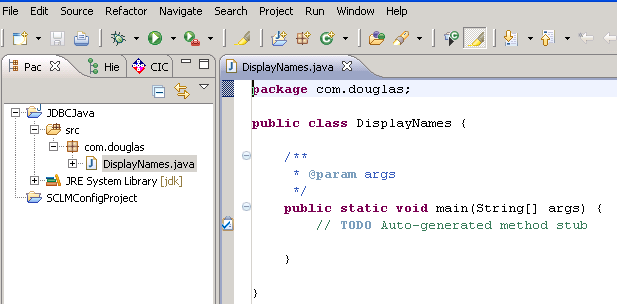 File Edit Source Refactor Navigate Search Project Run Window Help
Pac Hie CIC
JDBCJava
src
com.douglas
DisplayNames.java
JRE System Library [jdk]
SCLMConfigProject
DisplayNames.java
package com.douglas;
public class DisplayNames {
/**
* @param args
*/
public static void main(String[] args) {
// TODO Auto-generated method stub
}
}